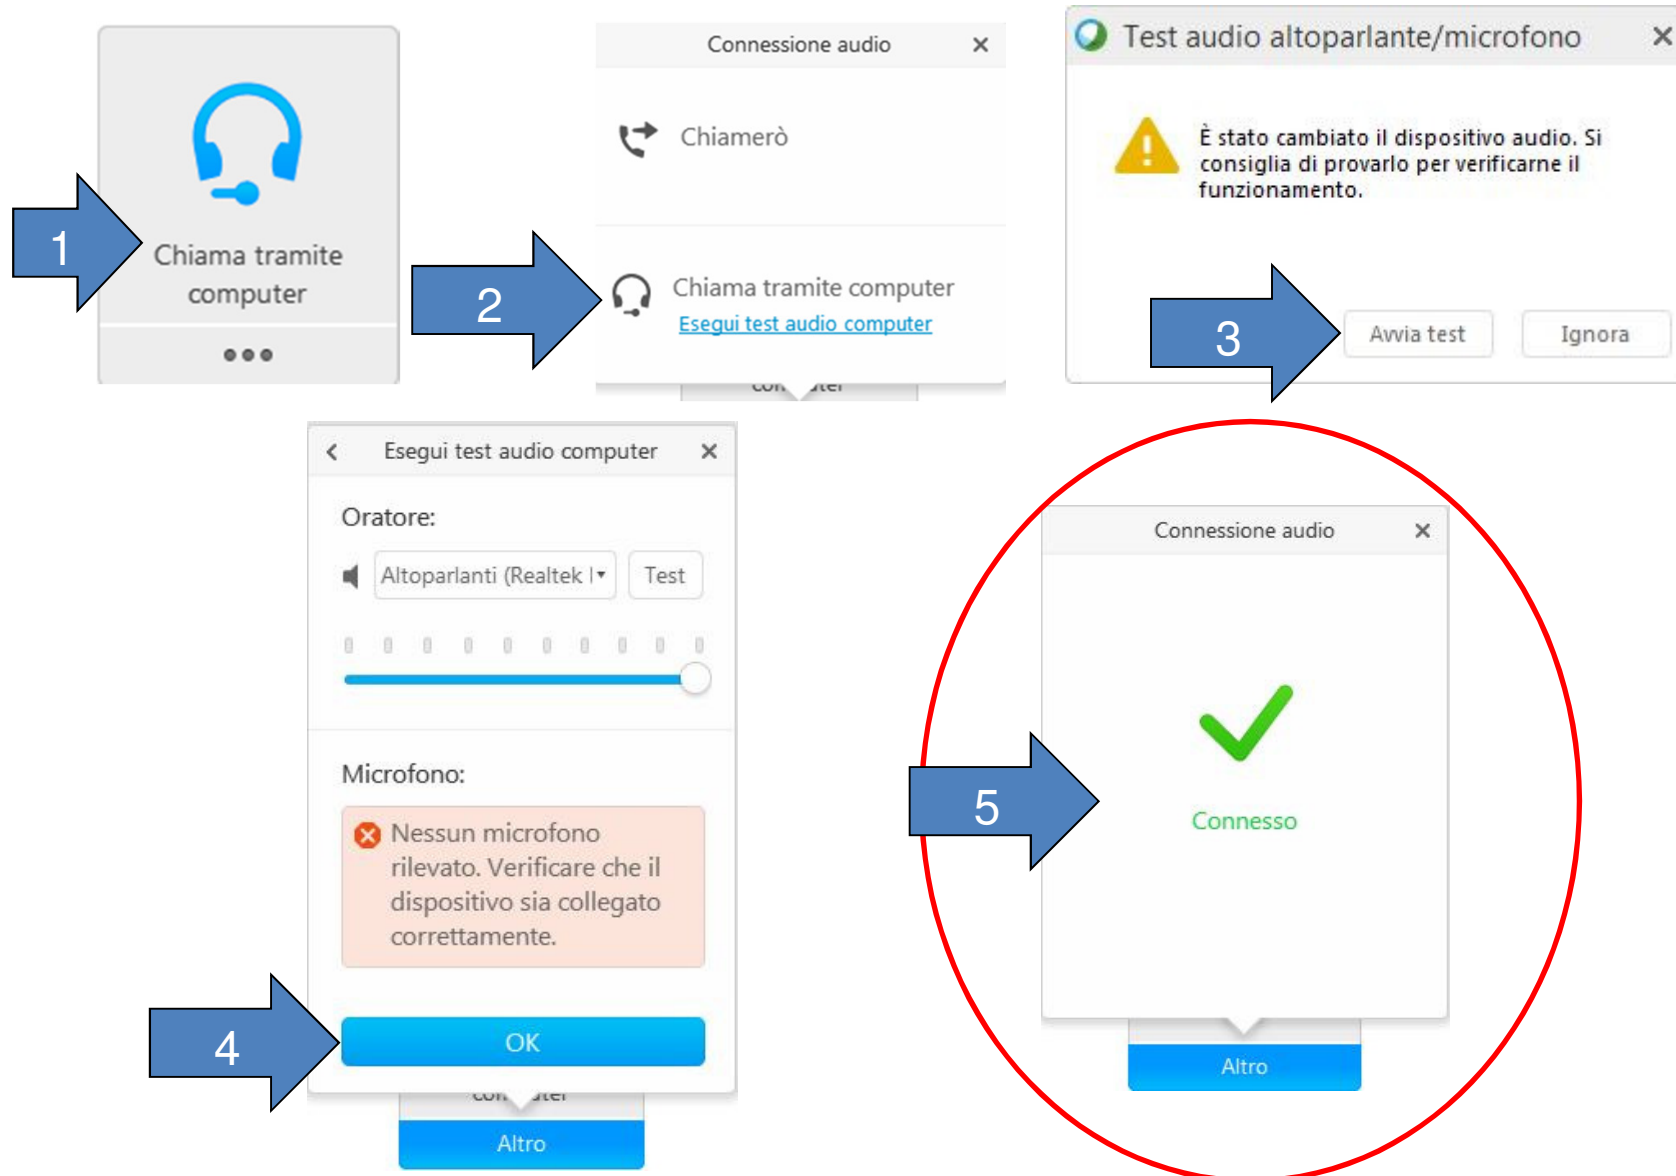 1
Chiama tramite
computer
Connessione audio
Chiamerò
2
Chiama tramite computer
Esegui test audio computer
Test audio altoparlante/microfono
È stato cambiato il dispositivo audio. Si
consiglia di provarlo per verificarne il
funzionamento.
3
Avvia test
Ignora
Esegui test audio computer
Oratore:
Altoparlanti (Realtek
Test
Microfono:
Nessun microfono
rilevato. Verificare che il
dispositivo sia collegato
correttamente.
4
OK
Altro
Connessione audio
5
Connesso
Altro